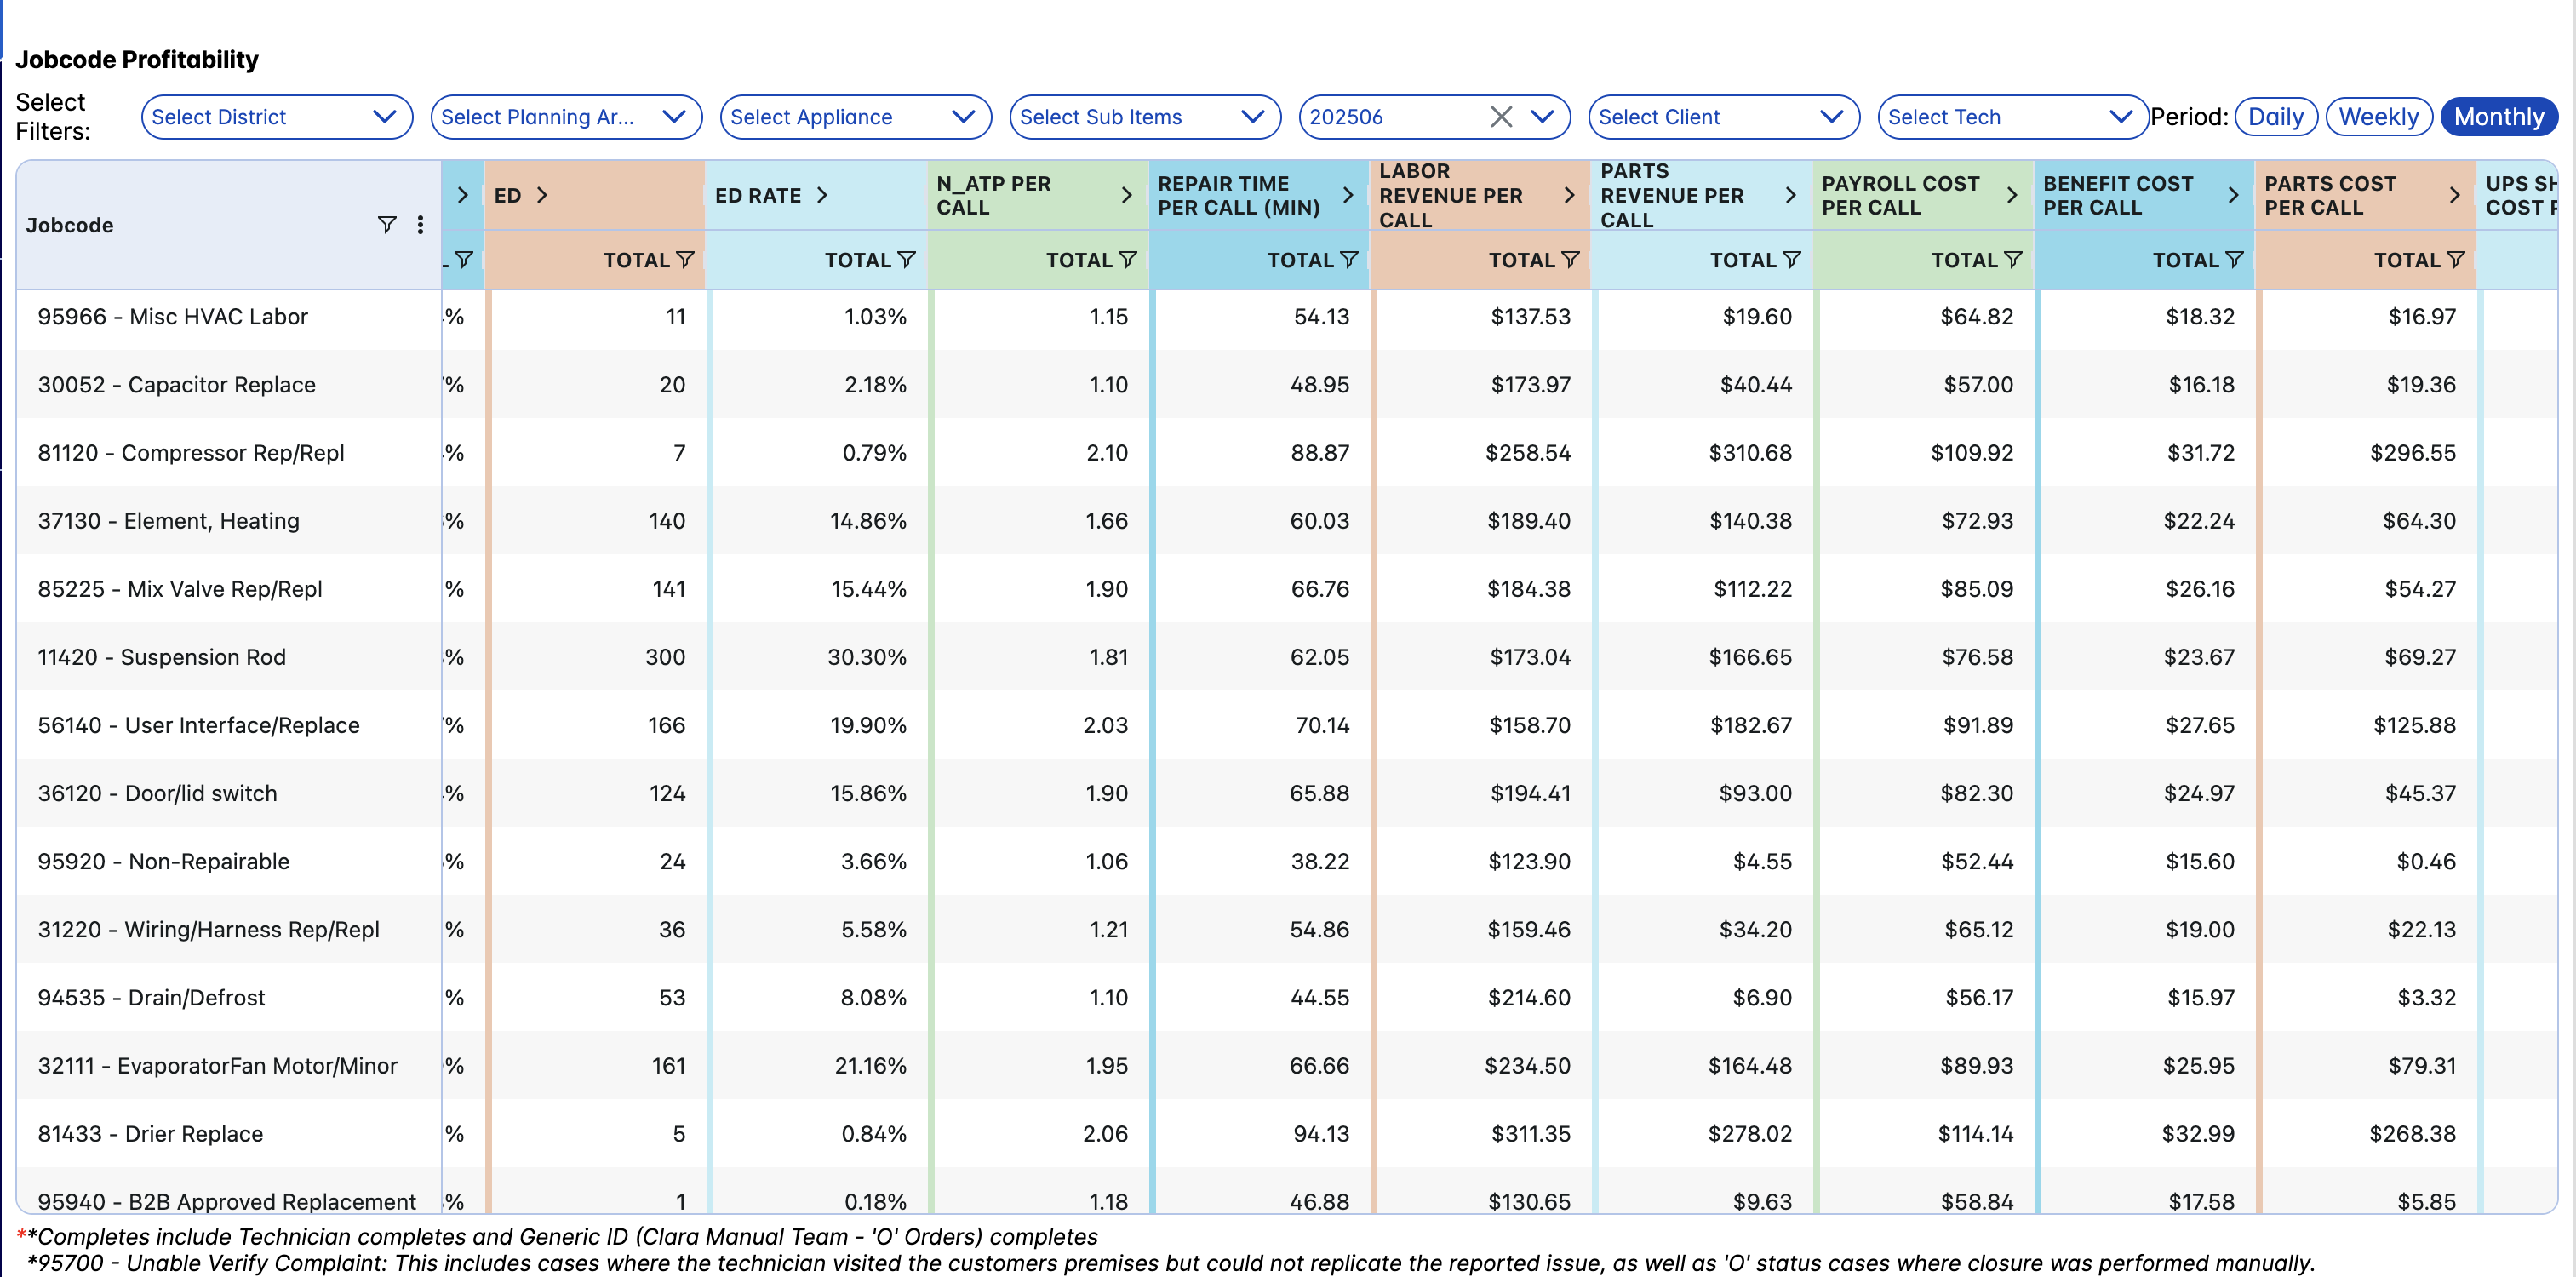 Jobcode Profitability
Select Filters: Select District Select Planning Ar... Select Appliance Select Sub Items 202506 Select Client Select Tech Period: Daily Weekly Monthly
Jobcode ED ED RATE N_ATP PER CALL REPAIR TIME PER CALL (MIN) LABOR REVENUE PER CALL PARTS REVENUE PER CALL PAYROLL COST PER CALL BENEFIT COST PER CALL PARTS COST PER CALL UPS COST
TOTAL TOTAL TOTAL TOTAL TOTAL TOTAL TOTAL TOTAL TOTAL
95966 - Misc HVAC Labor % 11 1.03% 1.15 54.13 $137.53 $19.60 $64.82 $18.32 $16.97
30052 - Capacitor Replace % 20 2.18% 1.10 48.95 $173.97 $40.44 $57.00 $16.18 $19.36
81120 - Compressor Rep/Repl % 7 0.79% 2.10 88.87 $258.54 $310.68 $109.92 $31.72 $296.55
37130 - Element, Heating % 140 14.86% 1.66 60.03 $189.40 $140.38 $72.93 $22.24 $64.30
85225 - Mix Valve Rep/Repl % 141 15.44% 1.90 66.76 $184.38 $112.22 $85.09 $26.16 $54.27
11420 - Suspension Rod % 300 30.30% 1.81 62.05 $173.04 $166.65 $76.58 $23.67 $69.27
56140 - User Interface/Replace % 166 19.90% 2.03 70.14 $158.70 $182.67 $91.89 $27.65 $125.88
36120 - Door/lid switch % 124 15.86% 1.90 65.88 $194.41 $93.00 $82.30 $24.97 $45.37
95920 - Non-Repairable % 24 3.66% 1.06 38.22 $123.90 $4.55 $52.44 $15.60 $0.46
31220 - Wiring/Harness Rep/Repl % 36 5.58% 1.21 54.86 $159.46 $34.20 $65.12 $19.00 $22.13
94535 - Drain/Defrost % 53 8.08% 1.10 44.55 $214.60 $6.90 $56.17 $15.97 $3.32
32111 - EvaporatorFan Motor/Minor % 161 21.16% 1.95 66.66 $234.50 $164.48 $89.93 $25.95 $79.31
81433 - Drier Replace % 5 0.84% 2.06 94.13 $311.35 $278.02 $114.14 $32.99 $268.38
95940 - B2B Approved Replacement % 1 0.18% 1.18 46.88 $130.65 $9.63 $58.84 $17.58 $5.85
**Completes include Technician completes and Generic ID (Clara Manual Team - 'O' Orders) completes
*95700 - Unable Verify Complaint: This includes cases where the technician visited the customers premises but could not replicate the reported issue, as well as 'O' status cases where closure was performed manually.